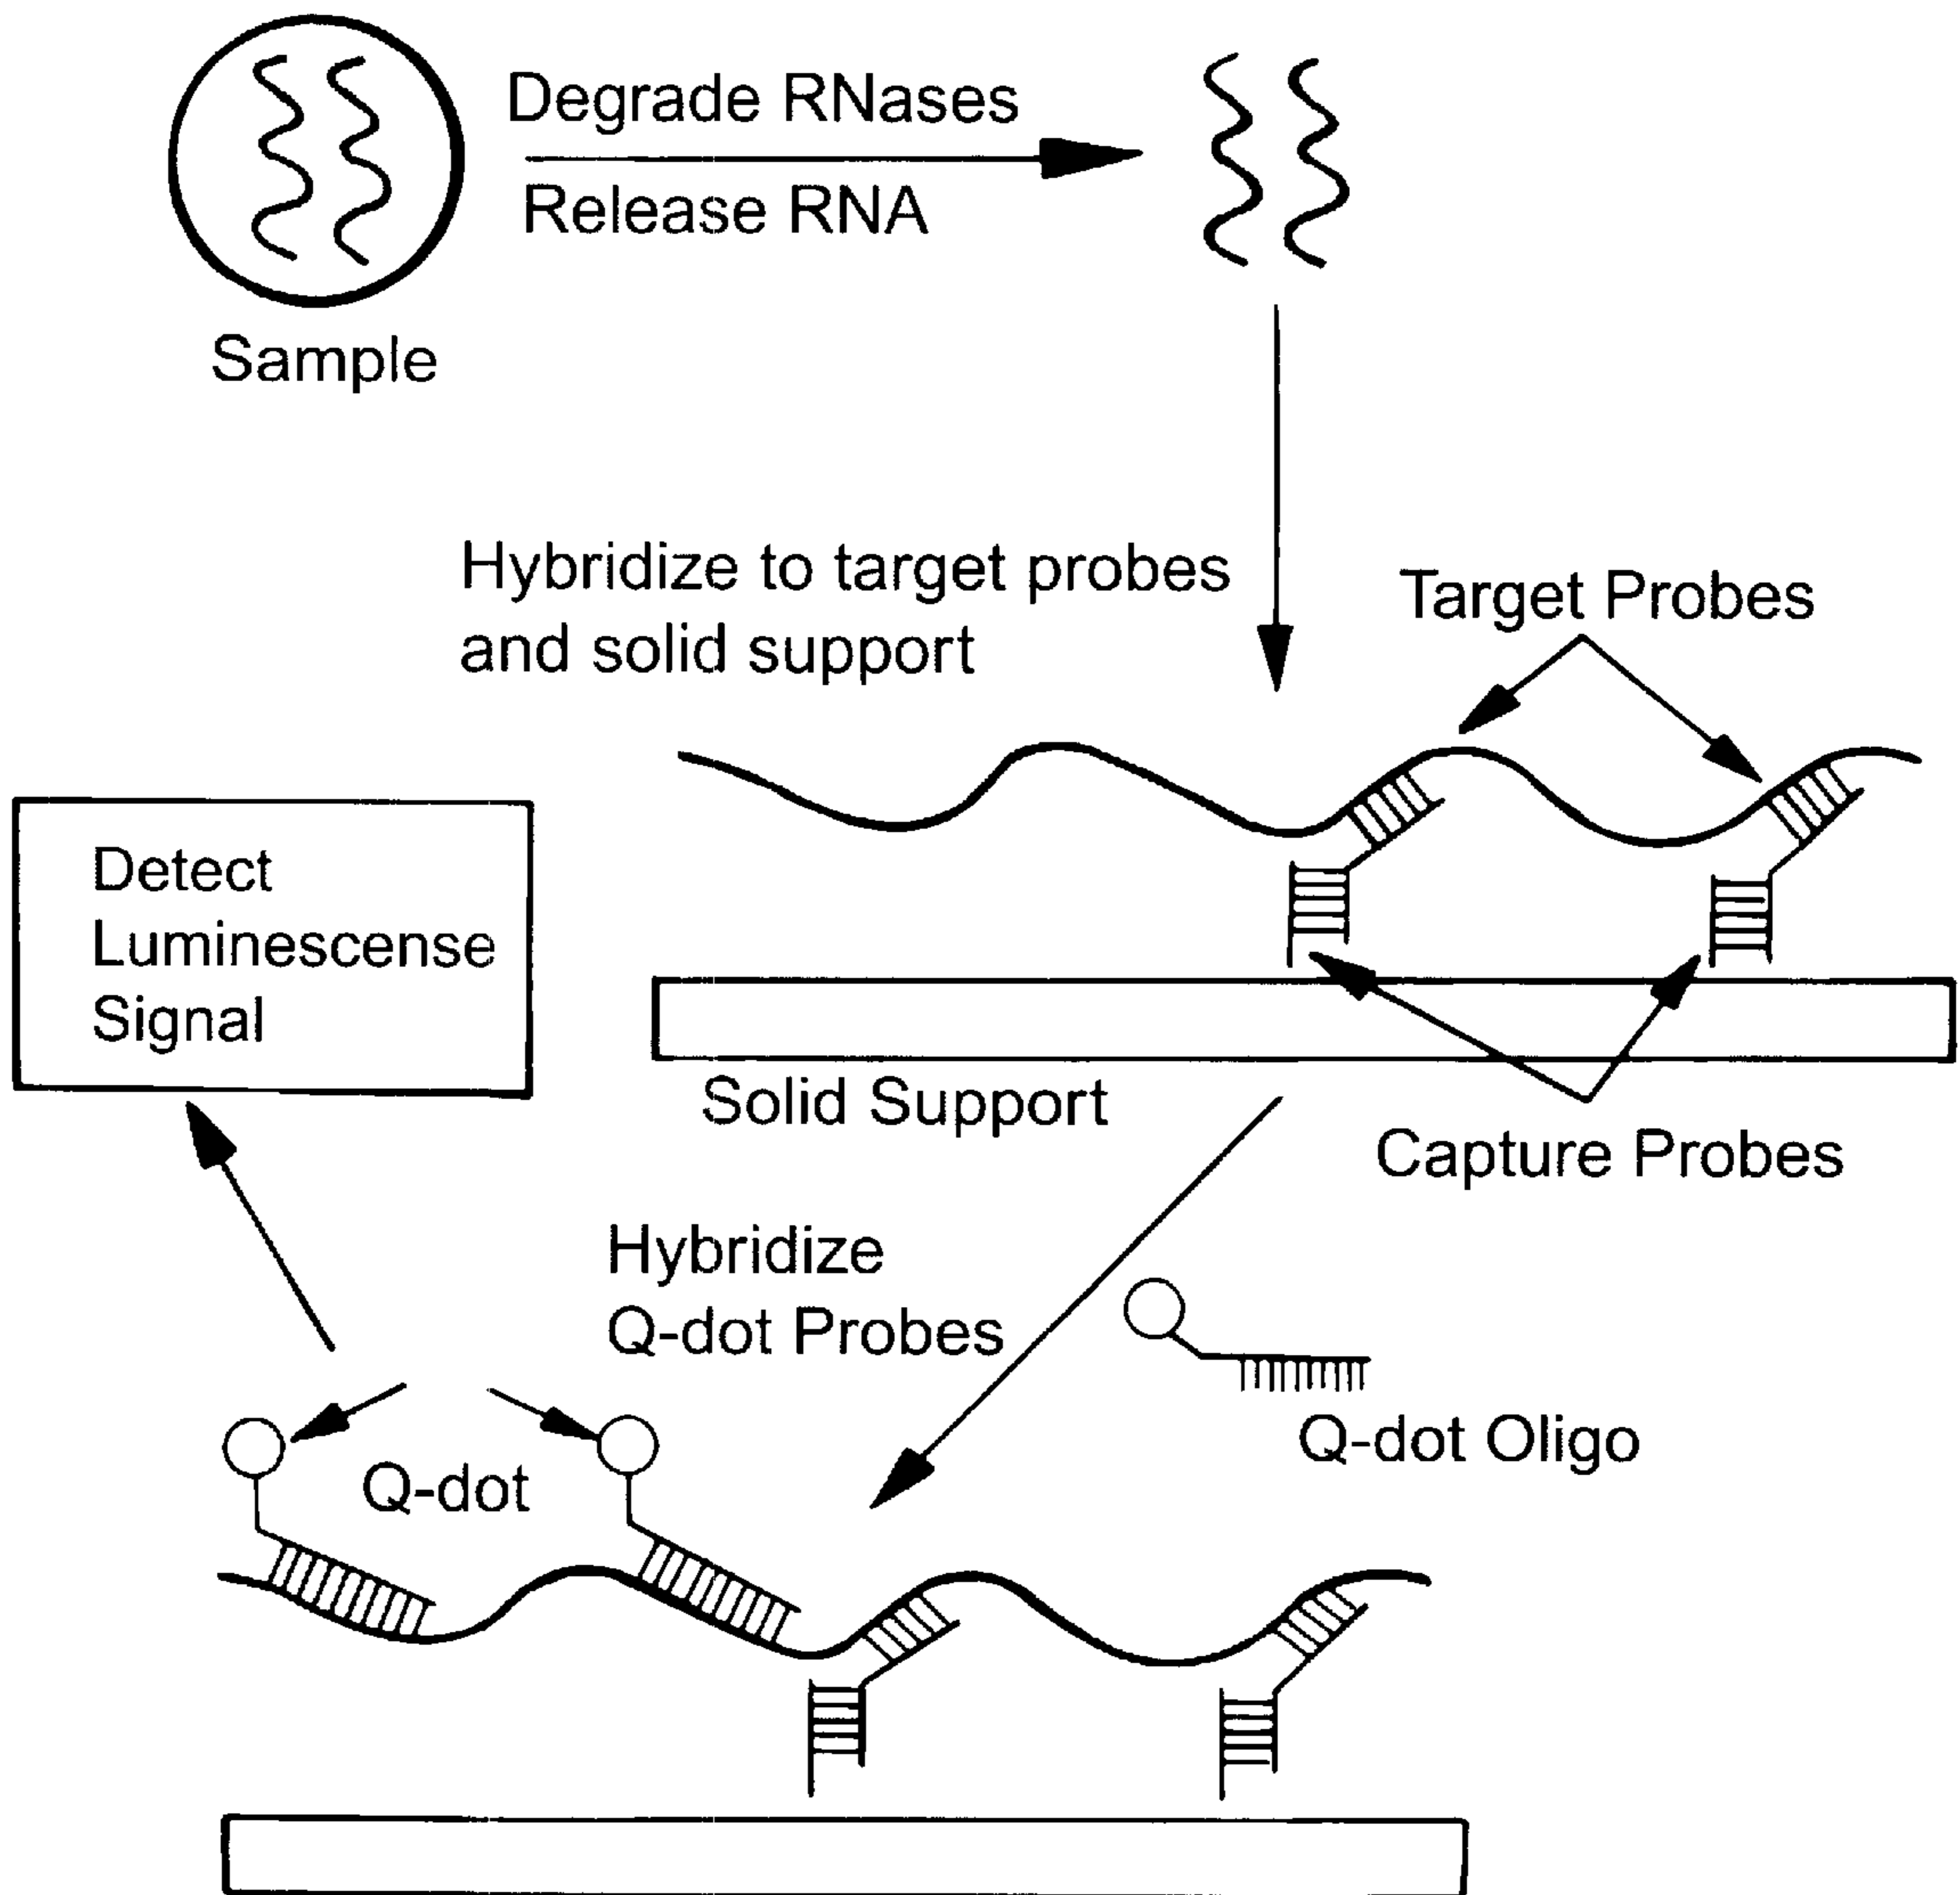 Degrade RNases
Release RNA
Sample
Hybridize to target probes
and solid support
Target Probes
Detect
Luminescense
Signal
Solid Support
Capture Probes
Hybridize
Q-dot Probes
Q-dot Oligo
Q-dot